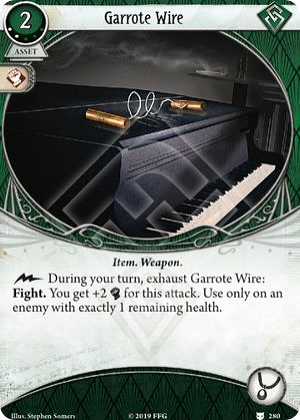 2
Garrote Wire
ASSET
Item. Weapon.
During your turn, exhaust Garrote Wire:
Fight. You get +2 for this attack. Use only on an
enemy with exactly 1 remaining health.
Illus. Stephen Somers © 2019 FFG 280